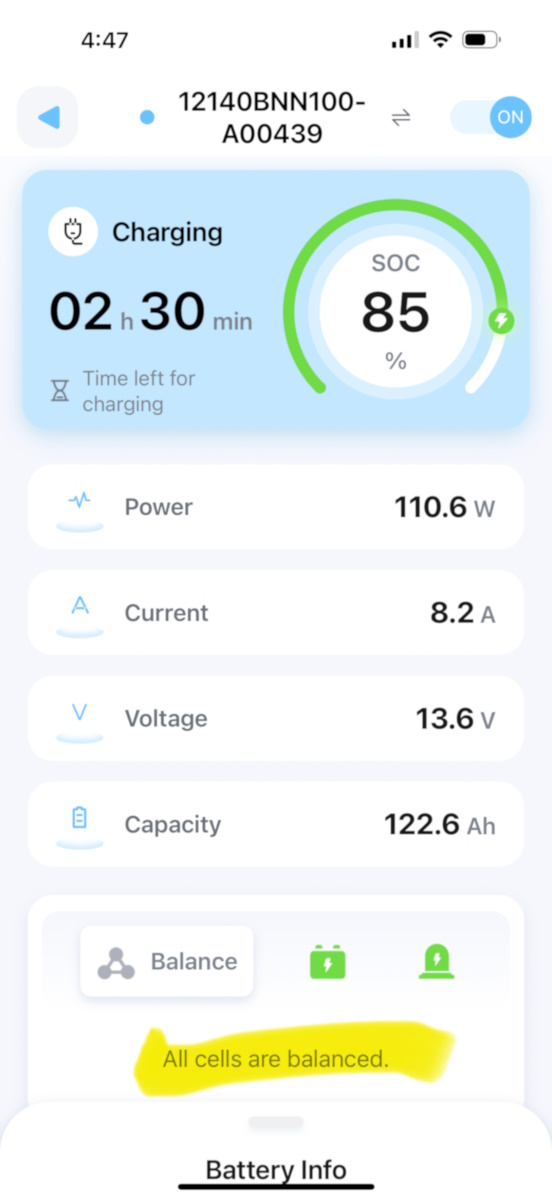 4:47
12140BNN100-
A00439
ON
Charging
02 h 30 min
Time left for
charging
SOC
85
%
Power 110.6 W
Current 8.2 A
Voltage 13.6 V
Capacity 122.6 Ah
Balance
All cells are balanced.
Battery Info